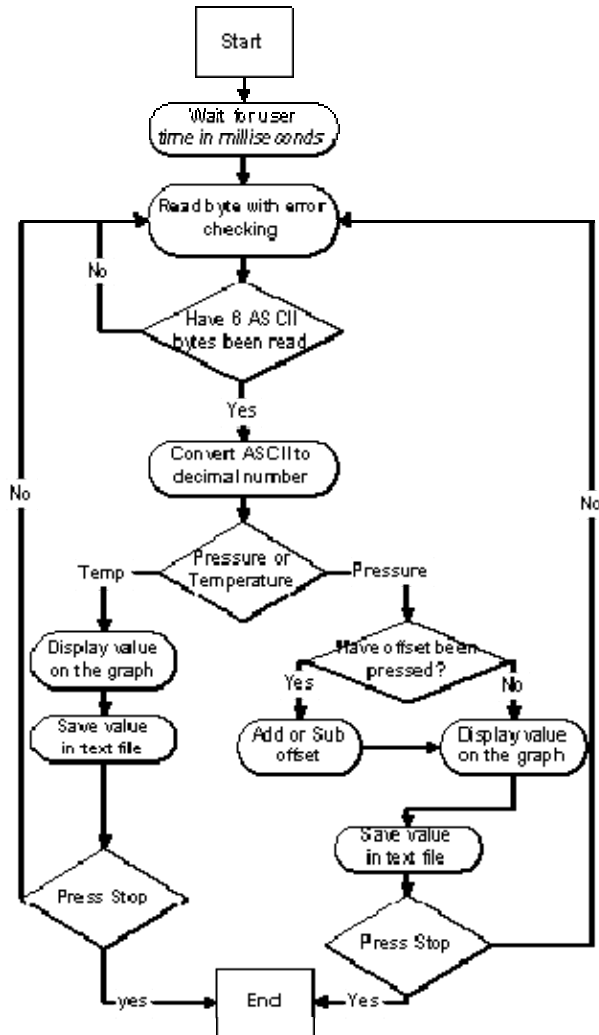 Start
Wait for user
time in milliseconds
Read byte with error
checking
No
Have 6 ASCII
bytes been read
Yes
Convert ASCII to
decimal number
No
No
Pressure or
Temperature
Temp
Pressure
Display value
on the graph
Have offset been
pressed?
Yes
No
Save value
in text file
Add or Sub
offset
Display value
on the graph
Save value
in text file
Press Stop
Press Stop
yes
End
Yes